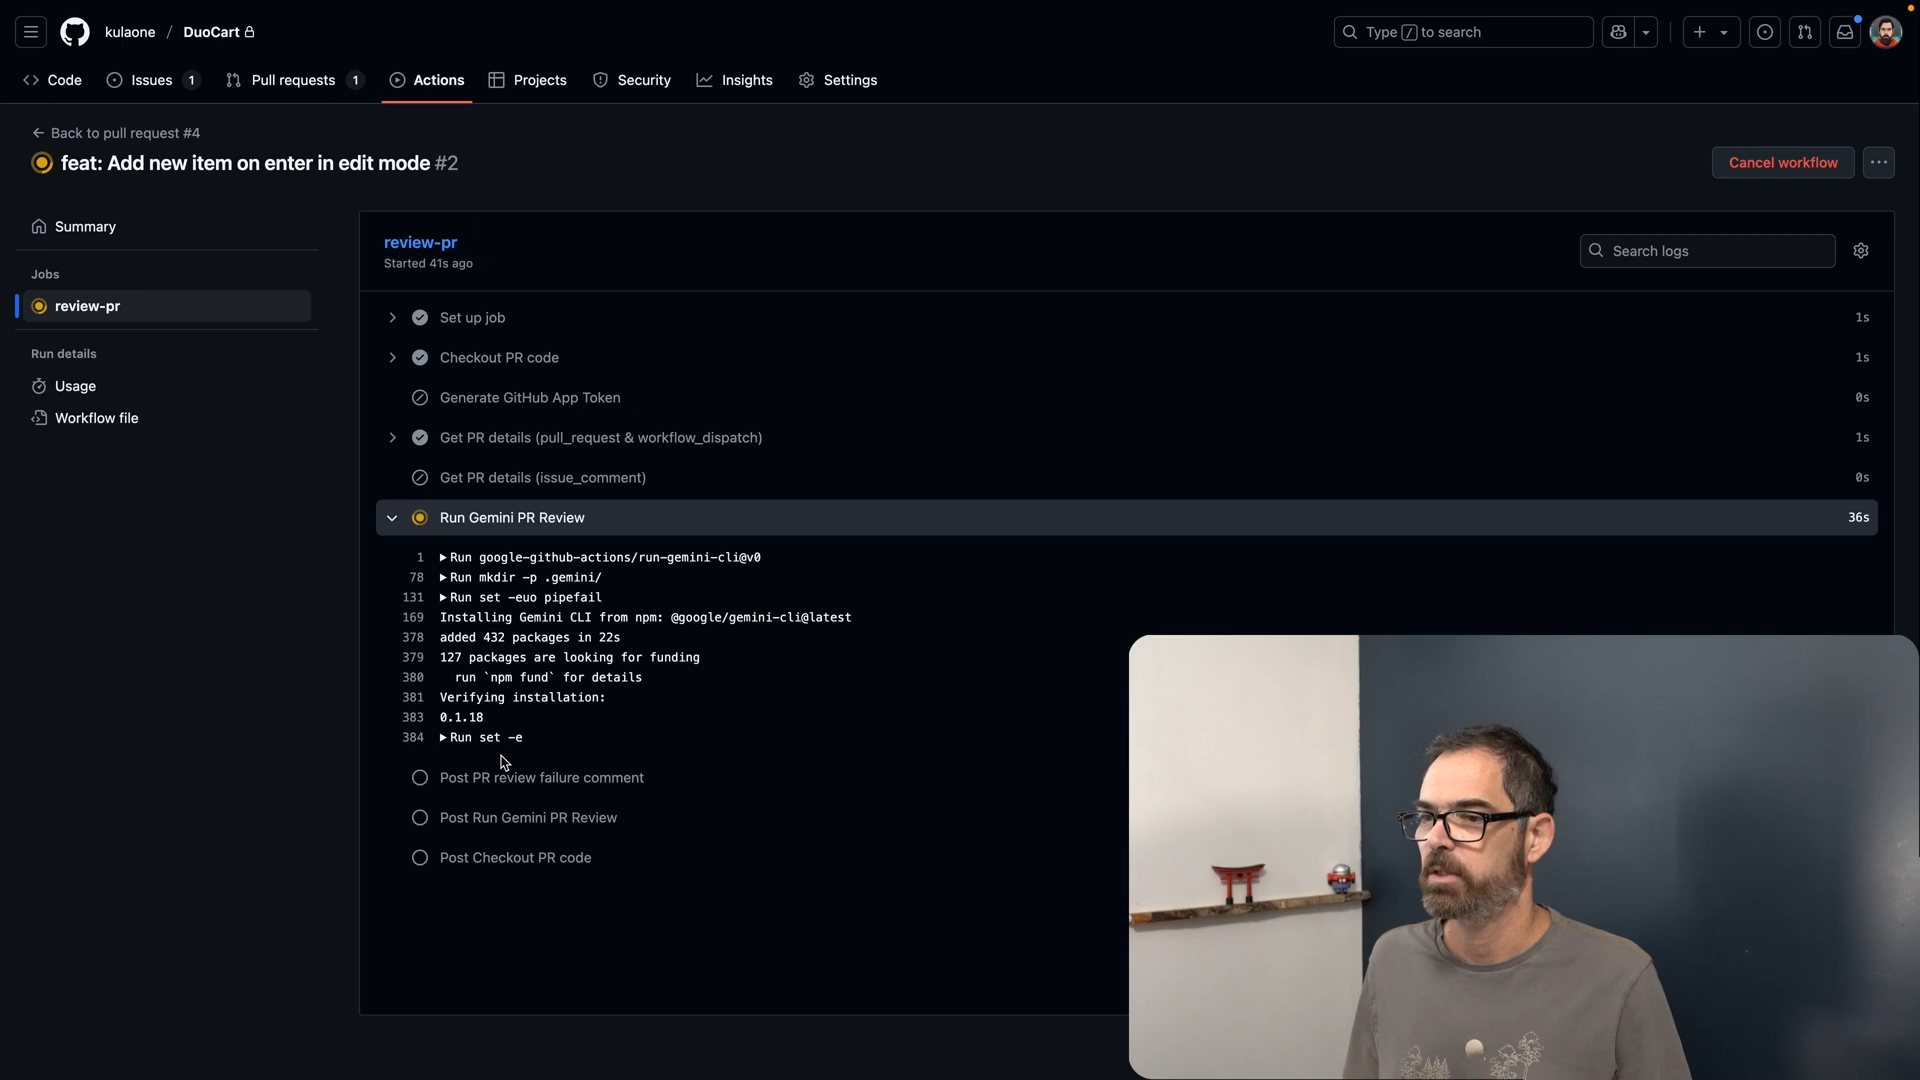 kulaone / DuoCart
Type / to search
Code
Issues 1
Pull requests 1
Actions
Projects
Security
Insights
Settings
Back to pull request #4
feat: Add new item on enter in edit mode #2
Cancel workflow
Summary
Jobs
review-pr
Run details
Usage
Workflow file
review-pr
Started 41s ago
Search logs
Set up job 1s
Checkout PR code 1s
Generate GitHub App Token 0s
Get PR details (pull_request & workflow_dispatch) 1s
Get PR details (issue_comment) 0s
Run Gemini PR Review 36s
1 Run google-github-actions/run-gemini-cli@v0
78 Run mkdir -p .gemini/
131 Run set -euo pipefail
169 Installing Gemini CLI from npm: @google/gemini-cli@latest
378 added 432 packages in 22s
379 127 packages are looking for funding
380 run `npm fund` for details
381 Verifying installation:
383 0.1.18
384 Run set -e
Post PR review failure comment
Post Run Gemini PR Review
Post Checkout PR code